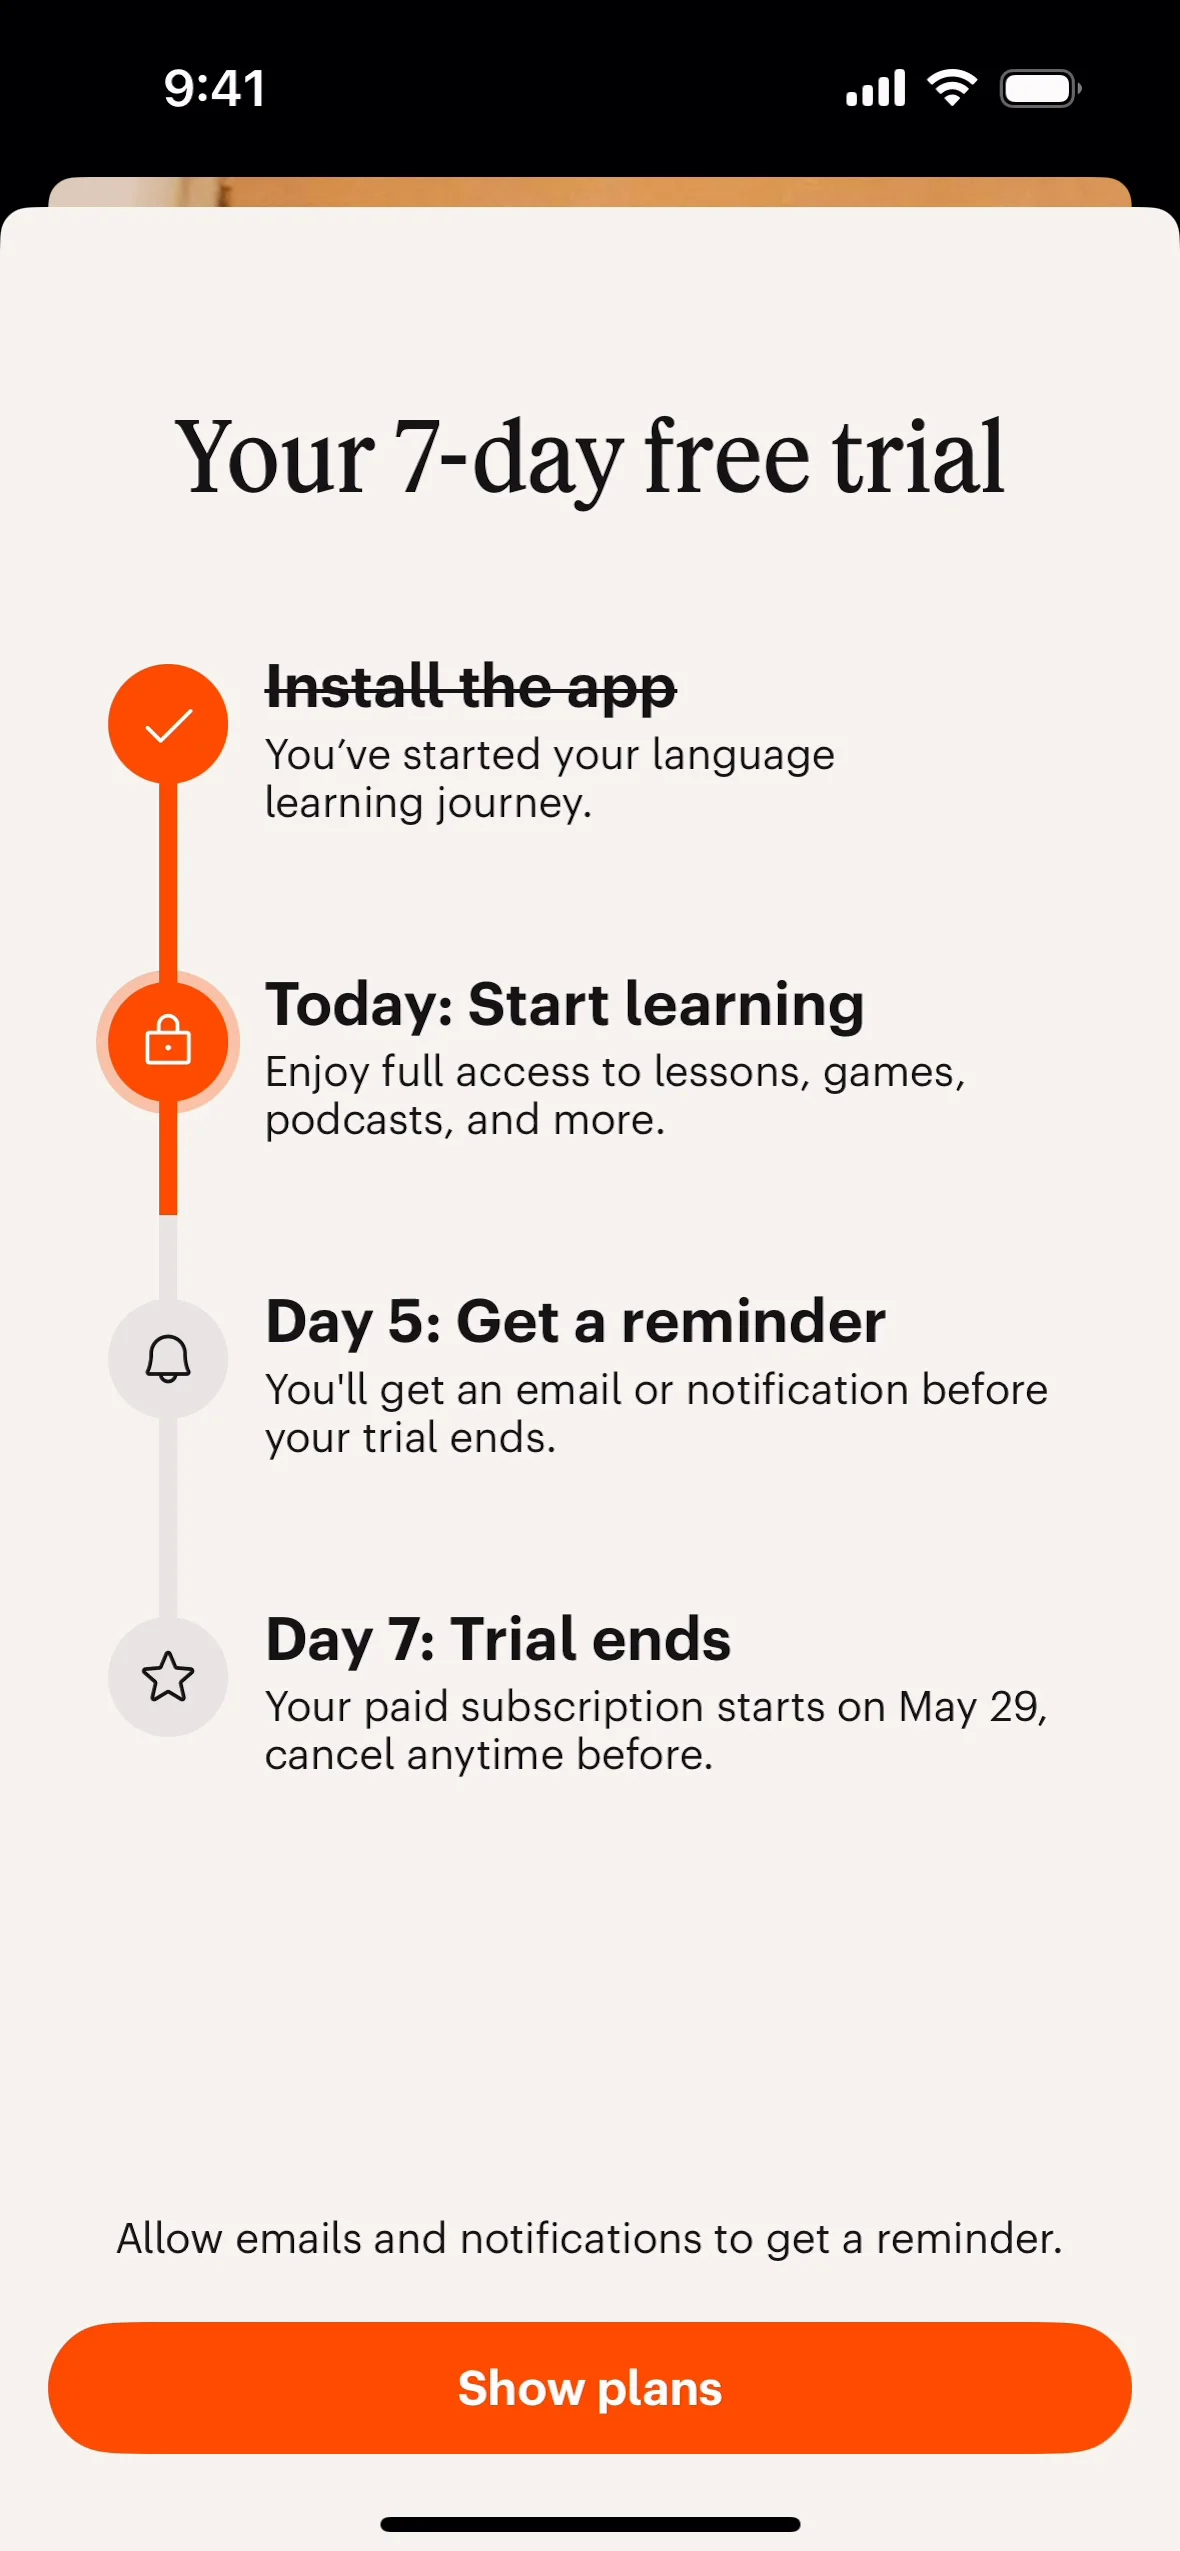 9:41
Your 7-day free trial
Install the app
You’ve started your language
learning journey.
Today: Start learning
Enjoy full access to lessons, games,
podcasts, and more.
Day 5: Get a reminder
You'll get an email or notification before
your trial ends.
Day 7: Trial ends
Your paid subscription starts on May 29,
cancel anytime before.
Allow emails and notifications to get a reminder.
Show plans